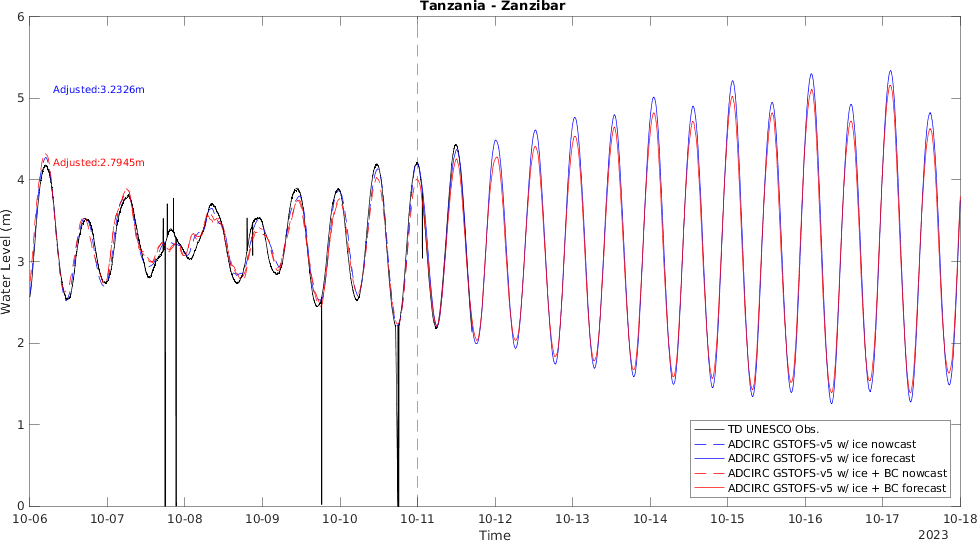 Tanzania - Zanzibar
6
5
4
3
2
1
0
Water Level (m)
Adjusted:3.2326m
Adjusted:2.7945m
TD UNESCO Obs.
ADCIRC GSTOFS-v5 w/ ice nowcast
ADCIRC GSTOFS-v5 w/ ice forecast
ADCIRC GSTOFS-v5 w/ ice + BC nowcast
ADCIRC GSTOFS-v5 w/ ice + BC forecast
10-06 10-07 10-08 10-09 10-10 10-11 10-12 10-13 10-14 10-15 10-16 10-17 10-18
Time
2023